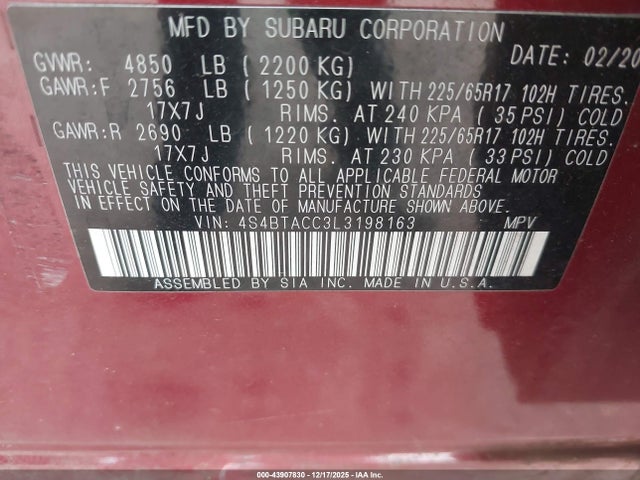 MFD BY SUBARU CORPORATION
DATE: 02/20
GVWR: 4850 LB ( 2200 KG)
GAWR:F 2756 LB ( 1250 KG) WITH 225/65R17 102H TIRES.
17X7J RIMS. AT 240 KPA ( 35 PSI) COLD
GAWR:R 2690 LB ( 1220 KG) WITH 225/65R17 102H TIRES.
17X7J RIMS. AT 230 KPA ( 33 PSI) COLD
THIS VEHICLE CONFORMS TO ALL APPLICABLE FEDERAL MOTOR
VEHICLE SAFETY AND THEFT PREVENTION STANDARDS
IN EFFECT ON THE DATE OF MANUFACTURE SHOWN ABOVE.
VIN: 4S4BTACC3L3198163 MPV
ASSEMBLED BY SIA INC. MADE IN U.S.A.
000-43907830 - 12/17/2025 - IAAI.COM